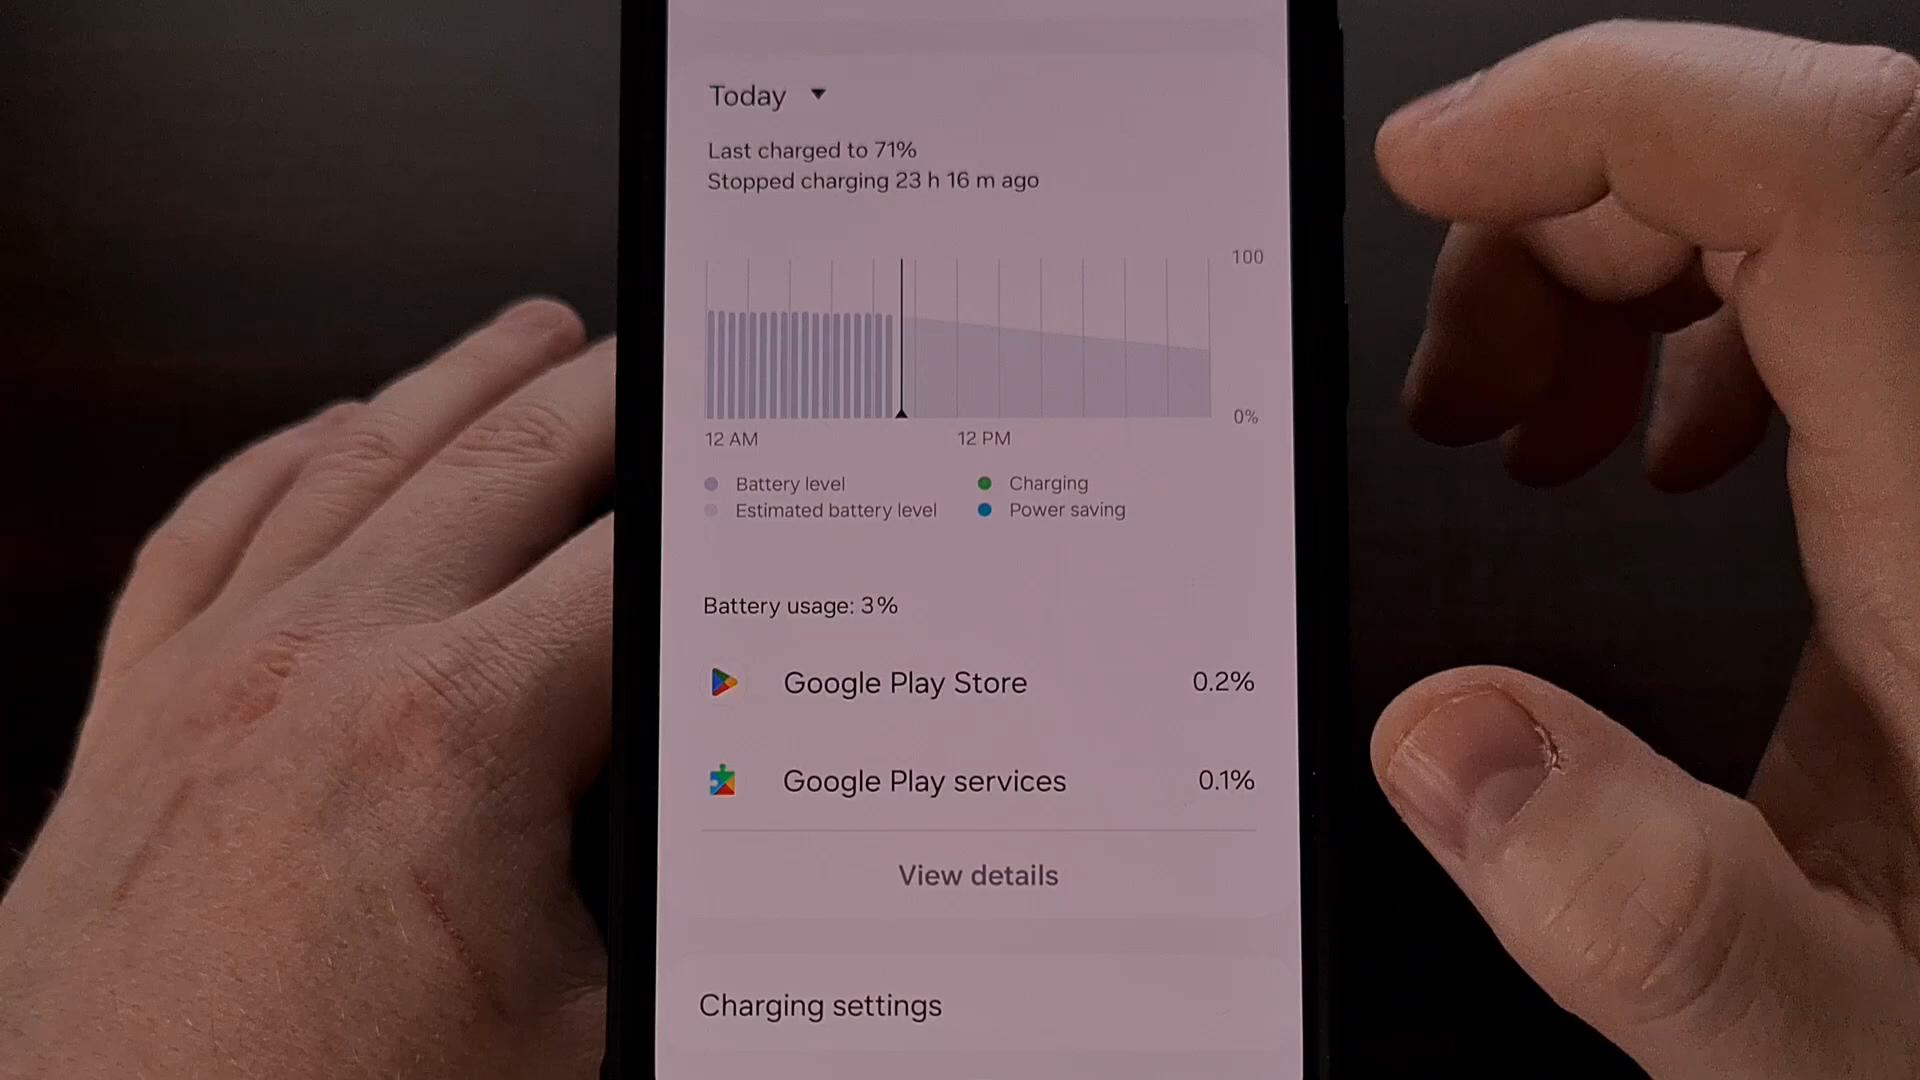 Today
Last charged to 71%
Stopped charging 23 h 16 m ago
100
0%
12 AM 12 PM
Battery level Charging
Estimated battery level Power saving
Battery usage: 3%
Google Play Store 0.2%
Google Play services 0.1%
View details
Charging settings